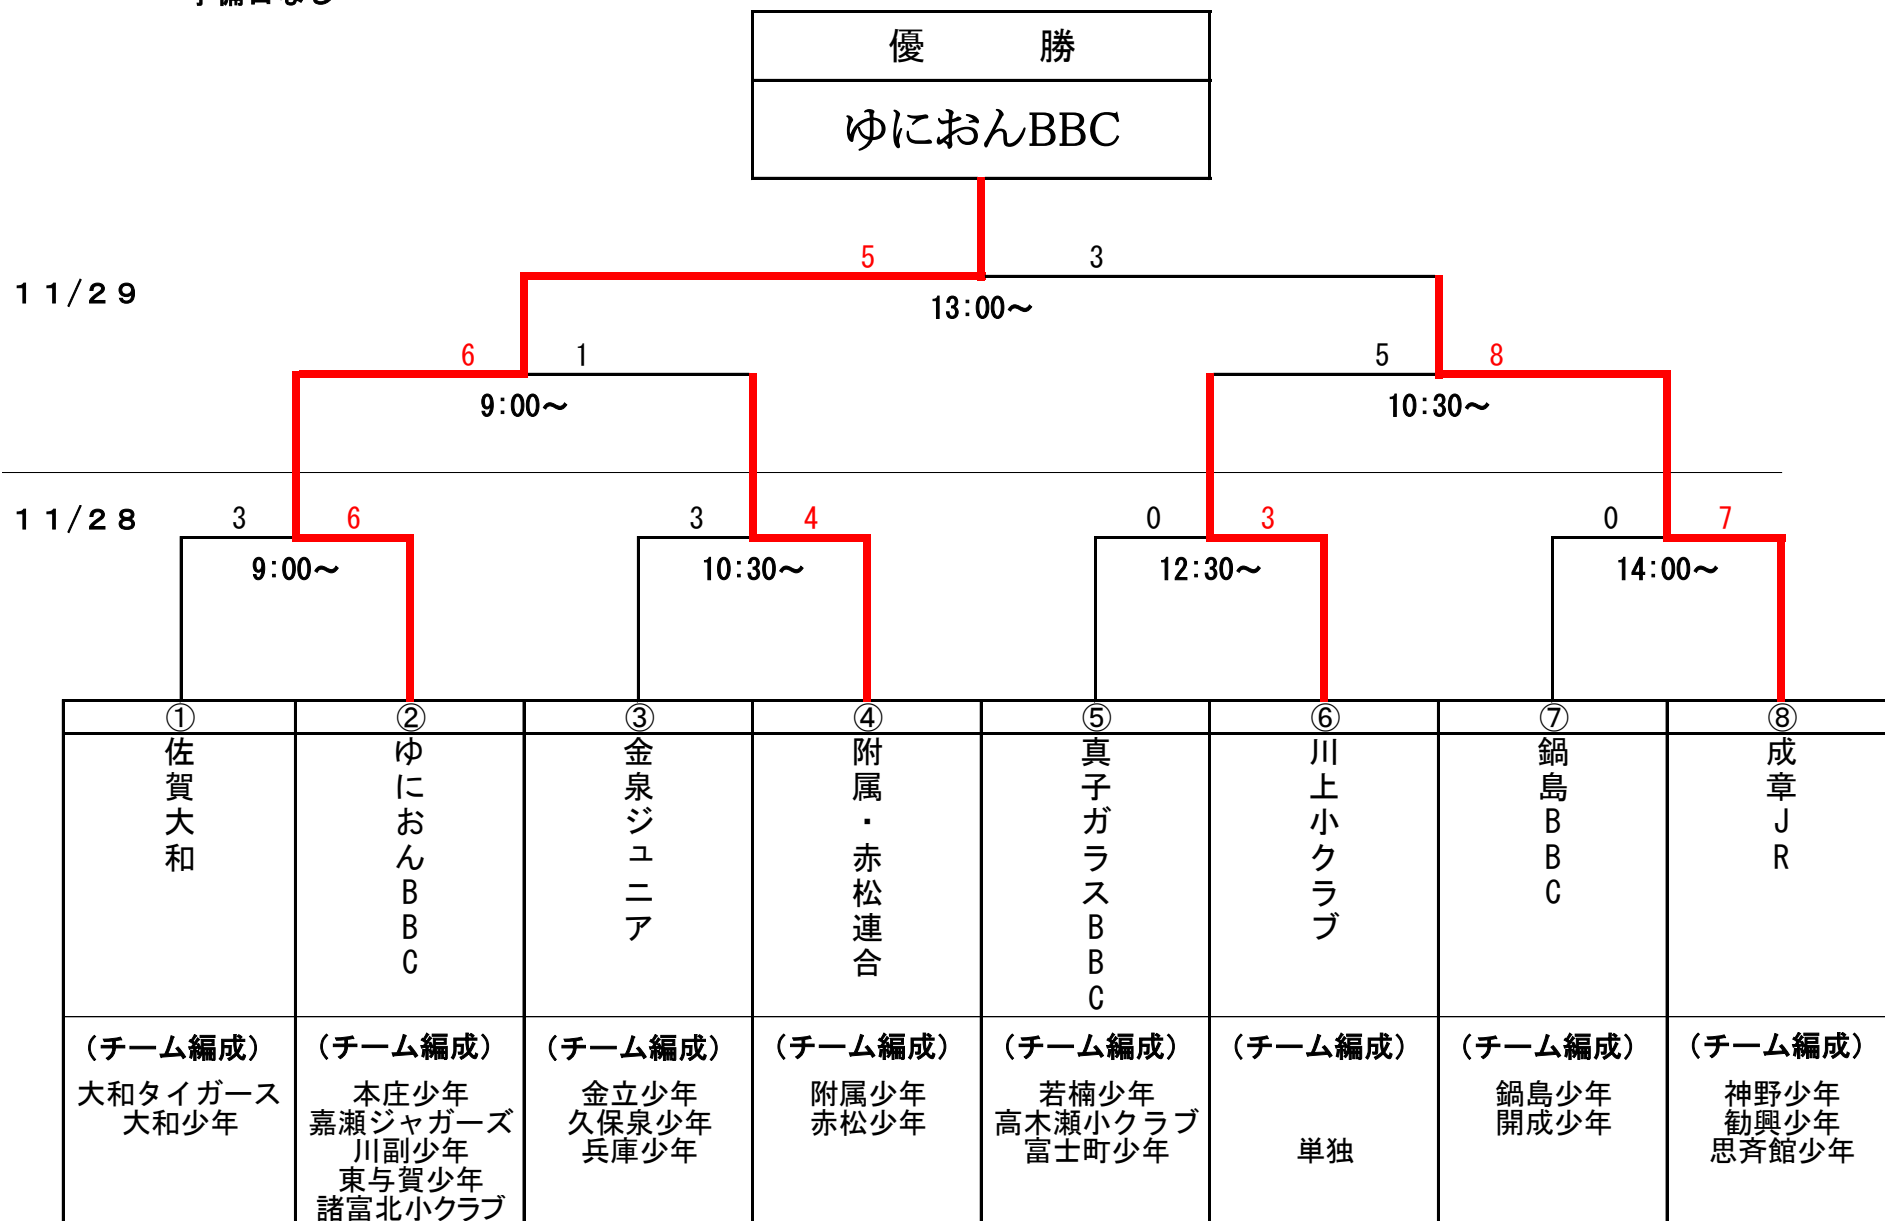 優　　　勝
ゆにおんBBC
5 3
11/29
13:00～
6 1 5 8
9:00～ 10:30～
11/28
3 6 3 4 0 3 0 7
9:00～ 10:30～ 12:30～ 14:00～
① ② ③ ④ ⑤ ⑥ ⑦ ⑧
佐賀大和
ゆにおんBBC
金泉ジュニア
附属・赤松連合
真子ガラスBBC
川上小クラブ
鍋島BBC
成章JR
（チーム編成）
大和タイガース
大和少年
（チーム編成）
本庄少年
嘉瀬ジャガーズ
川副少年
東与賀少年
諸富北小クラブ
（チーム編成）
金立少年
久保泉少年
兵庫少年
（チーム編成）
附属少年
赤松少年
（チーム編成）
若楠少年
高木瀬小クラブ
富士町少年
（チーム編成）
単独
（チーム編成）
鍋島少年
開成少年
（チーム編成）
神野少年
勧興少年
思斉館少年